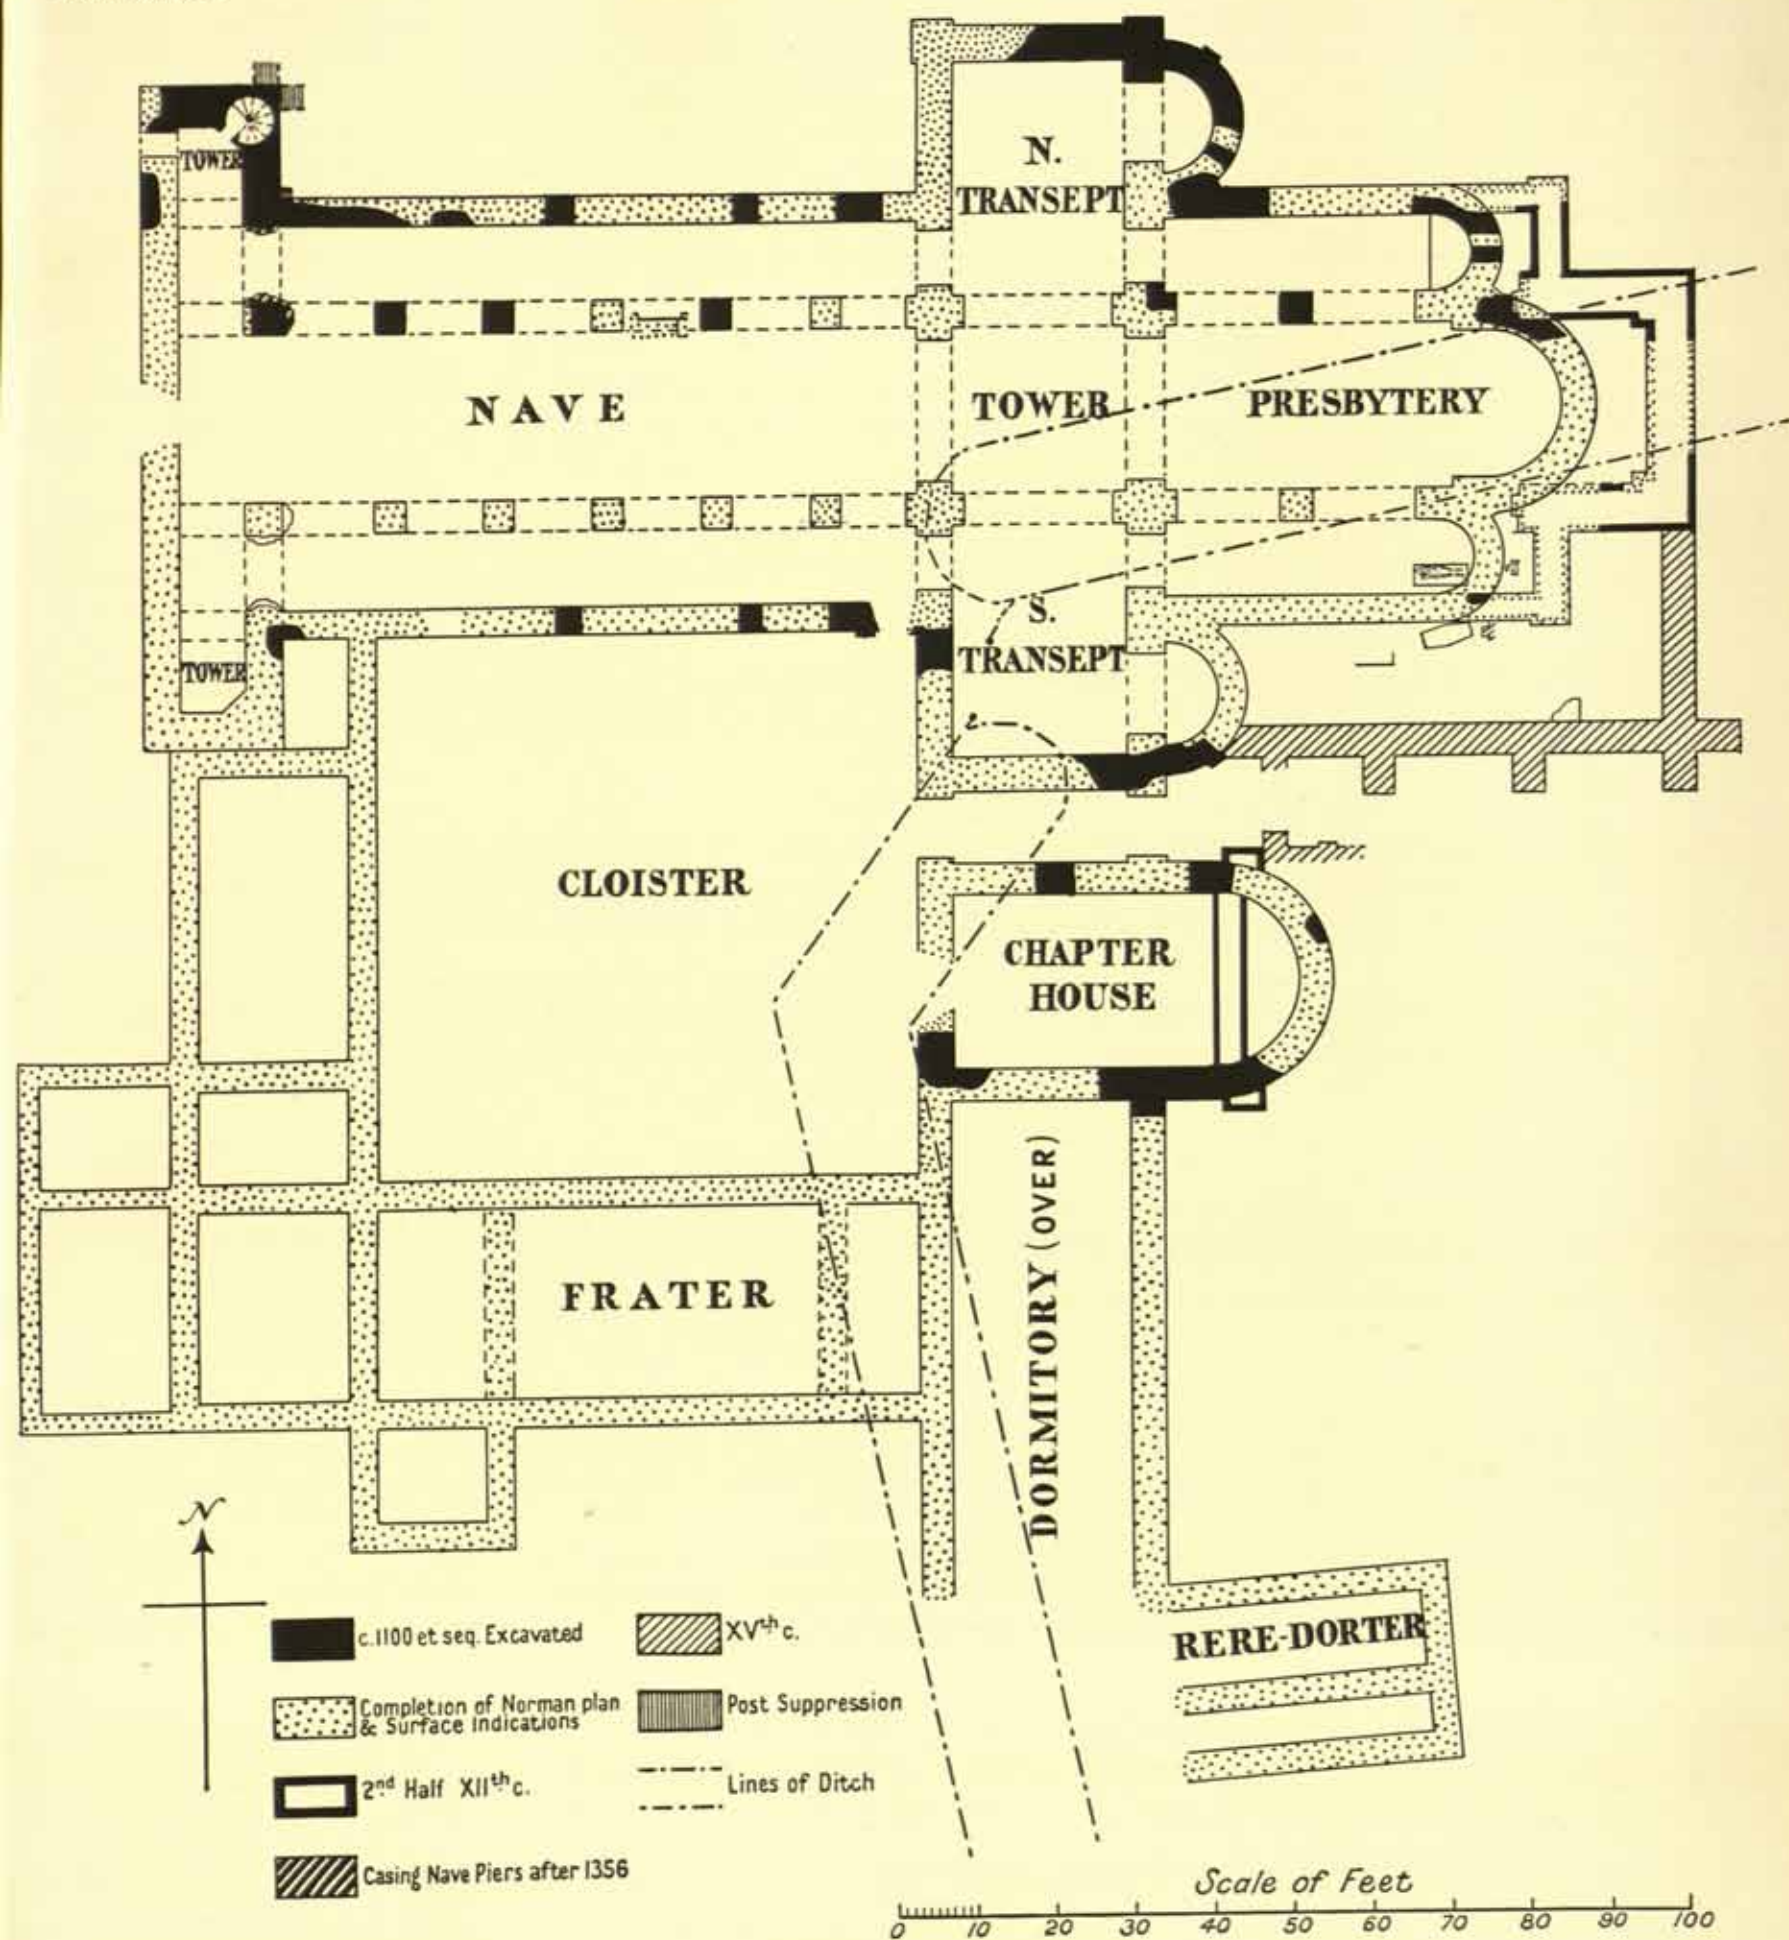 N.
TRANSEPT
TOWER
NAVE
TOWER
PRESBYTERY
S.
TRANSEPT
TOWER
CLOISTER
CHAPTER
HOUSE
DORMITORY (OVER)
FRATER
N
RERE-DORTER
c.1100 et seq. Excavated
Completion of Norman plan
& Surface indications
2nd Half XIIth c.
Casing Nave Piers after 1356
XVth c.
Post Suppression
Lines of Ditch
Scale of Feet
0 10 20 30 40 50 60 70 80 90 100